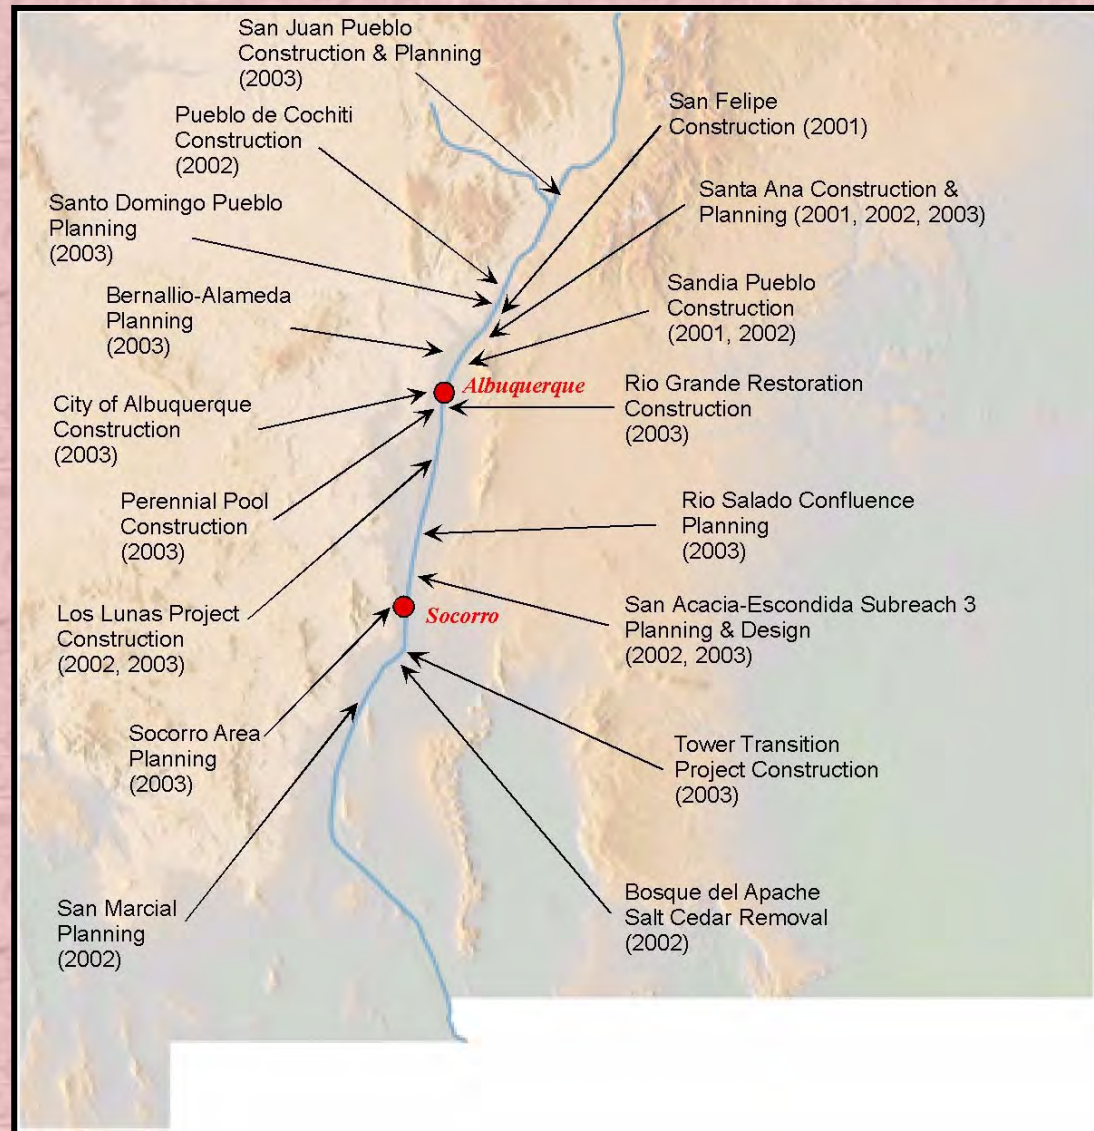 San Juan Pueblo
Construction & Planning
(2003)
Pueblo de Cochiti
Construction
(2002)
Santo Domingo Pueblo
Planning
(2003)
Bernallio-Alameda
Planning
(2003)
City of Albuquerque
Construction
(2003)
Perennial Pool
Construction
(2003)
Los Lunas Project
Construction
(2002, 2003)
Socorro Area
Planning
(2003)
San Marcial
Planning
(2002)
Albuquerque
Socorro
San Felipe
Construction (2001)
Santa Ana Construction &
Planning (2001, 2002, 2003)
Sandia Pueblo
Construction
(2001, 2002)
Rio Grande Restoration
Construction
(2003)
Rio Salado Confluence
Planning
(2003)
San Acacia-Escondida Subreach 3
Planning & Design
(2002, 2003)
Tower Transition
Project Construction
(2003)
Bosque del Apache
Salt Cedar Removal
(2002)